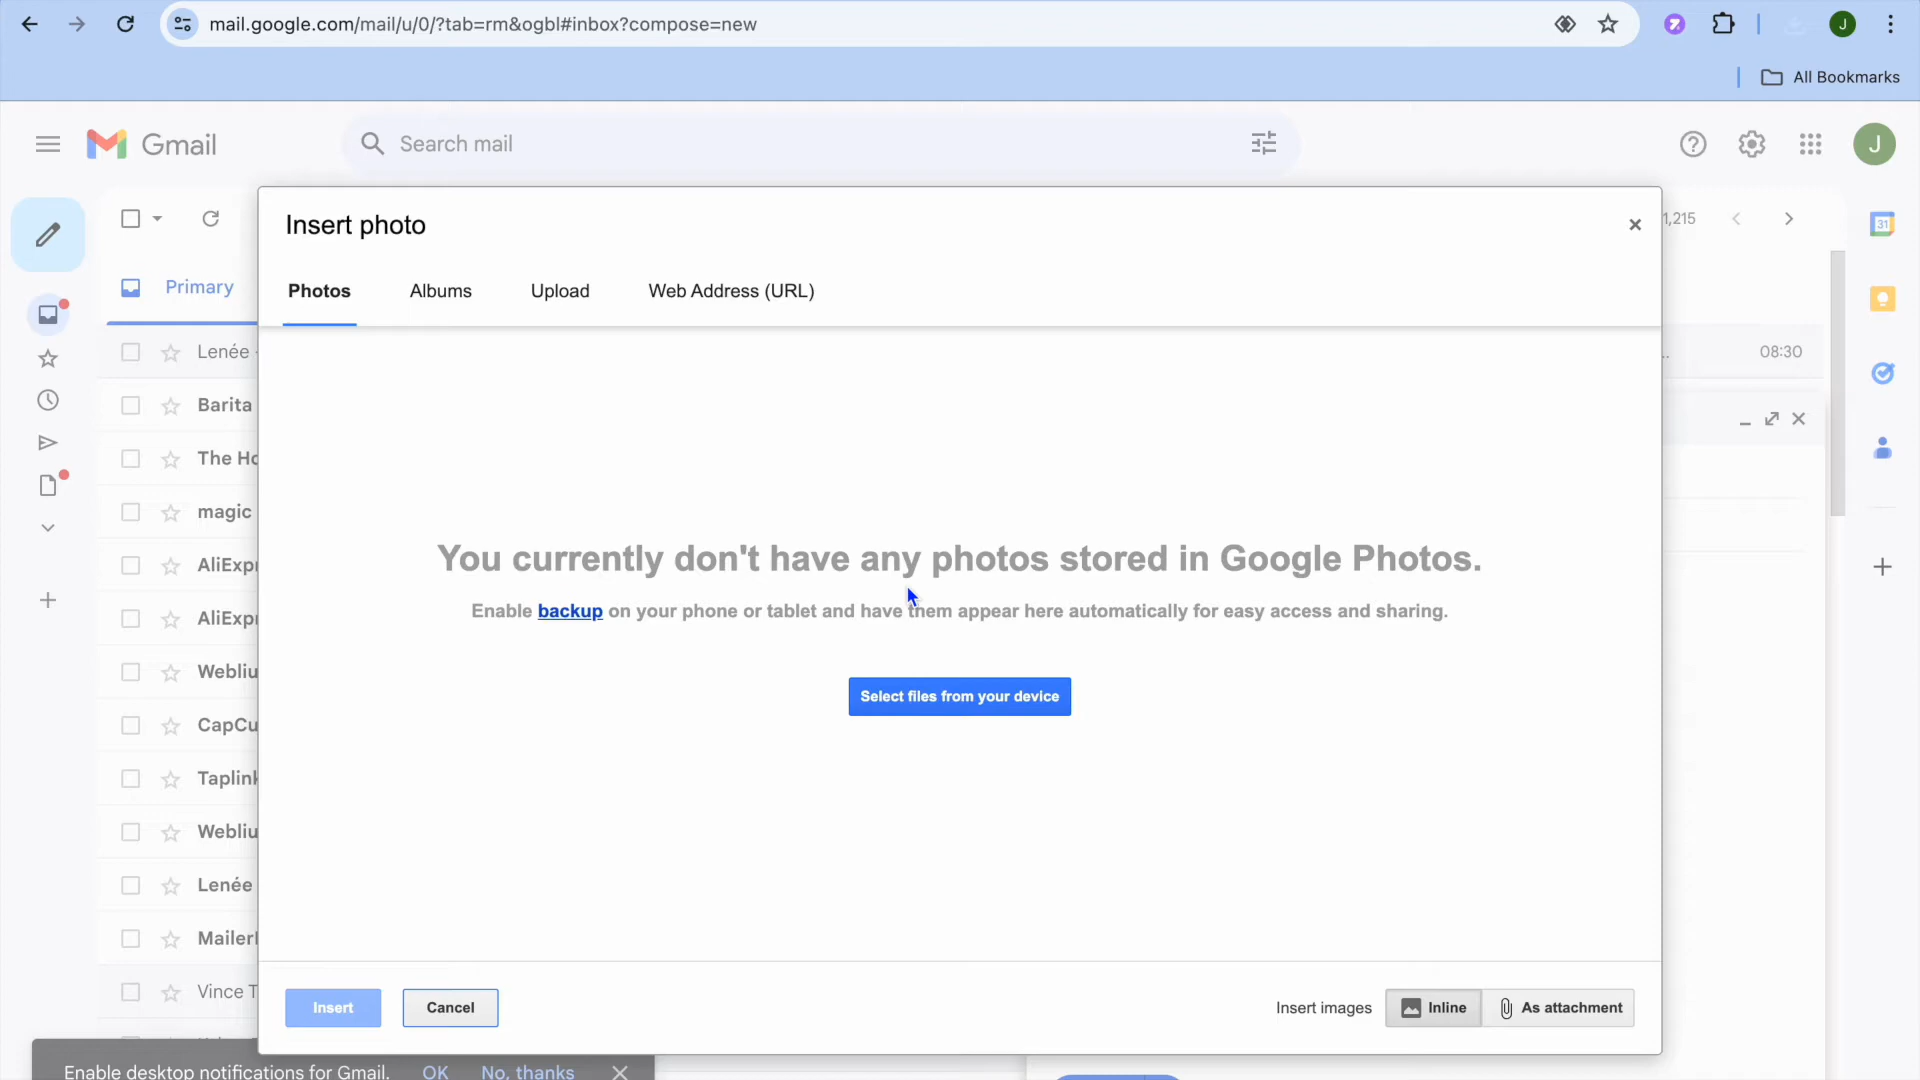 mail.google.com/mail/u/0/?tab=rm&ogbl#inbox?compose=new
J
All Bookmarks
Gmail
Search mail
J
Insert photo
1,215
31
Primary
Photos
Albums
Upload
Web Address (URL)
Lenée
08:30
Barita
The
magic
You currently don't have any photos stored in Google Photos.
AliExpr
Enable backup on your phone or tablet and have them appear here automatically for easy access and sharing.
AliExpr
Webliu
Select files from your device
CapCu
Taplink
Webliu
Lenée
Mailerl
Vince T
Insert
Cancel
Insert images
Inline
As attachment
Enable desktop notifications for Gmail.
OK
No, thanks